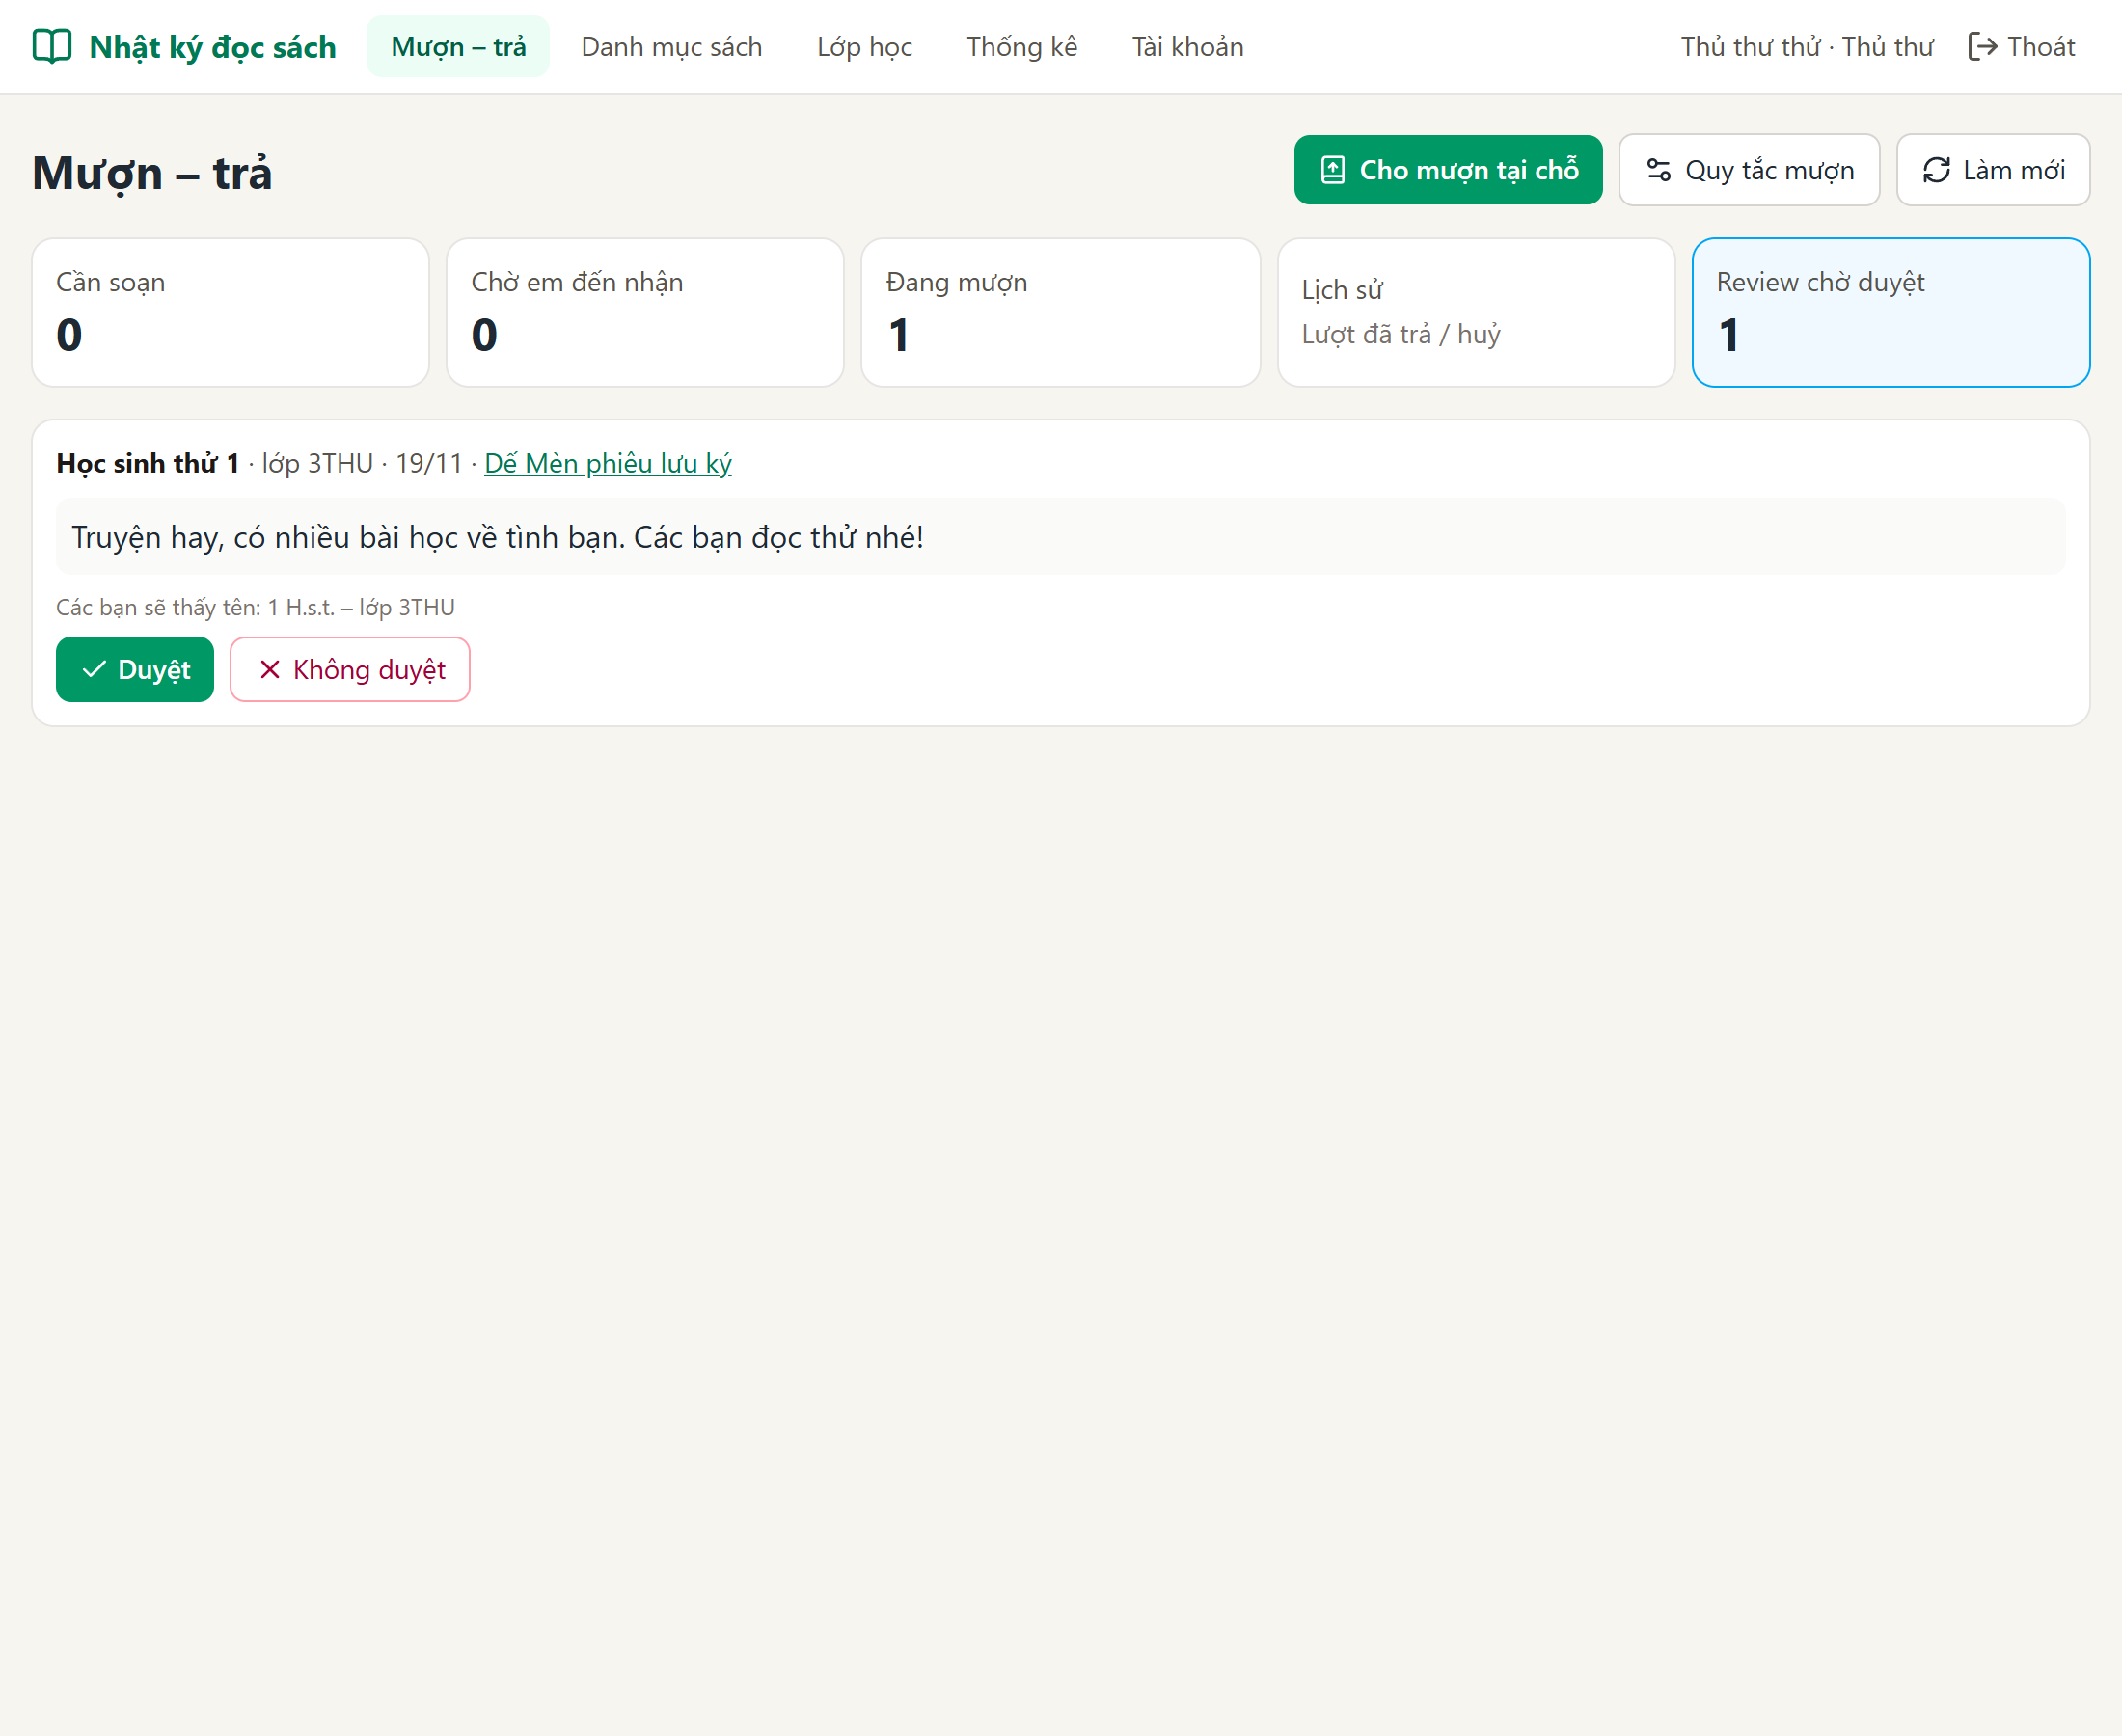 Nhật ký đọc sách Mượn – trả Danh mục sách Lớp học Thống kê Tài khoản Thủ thư thử · Thủ thư Thoát
Mượn – trả Cho mượn tại chỗ Quy tắc mượn Làm mới
Cần soạn
0
Chờ em đến nhận
0
Đang mượn
1
Lịch sử
Lượt đã trả / huỷ
Review chờ duyệt
1
Học sinh thử 1 · lớp 3THU · 19/11 · Dế Mèn phiêu lưu ký
Truyện hay, có nhiều bài học về tình bạn. Các bạn đọc thử nhé!
Các bạn sẽ thấy tên: 1 H.s.t. – lớp 3THU
Duyệt Không duyệt